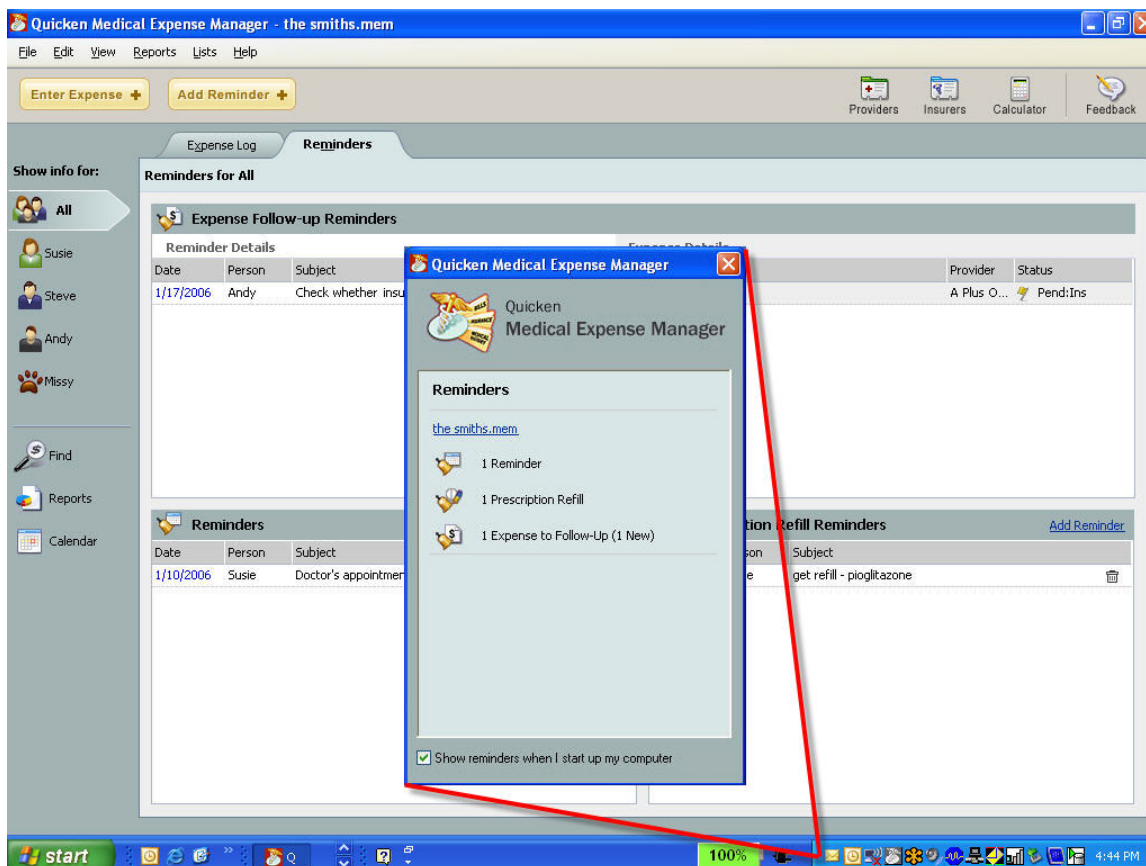 Quicken Medical Expense Manager - the smiths.mem
File Edit View Reports Lists Help
Enter Expense + Add Reminder +
Providers Insurers Calculator Feedback
Expense Log Reminders
Show info for:
Reminders for All
All
Susie
Steve
Andy
Missy
Find
Reports
Calendar
Expense Follow-up Reminders
Reminder Details
Expense Details
Date Person Subject Provider Status
1/17/2006 Andy Check whether insu A Plus O... Pend:Ins
Quicken Medical Expense Manager
BILLS
INSURANCE
MEDICAL HISTORY
Quicken
Medical Expense Manager
Reminders
the smiths.mem
1 Reminder
1 Prescription Refill
1 Expense to Follow-Up (1 New)
Show reminders when I start up my computer
Reminders
Date Person Subject
1/10/2006 Susie Doctor's appointmen
tion Refill Reminders Add Reminder
son Subject
e get refill - pioglitazone
start
Q
100%
4:44 PM